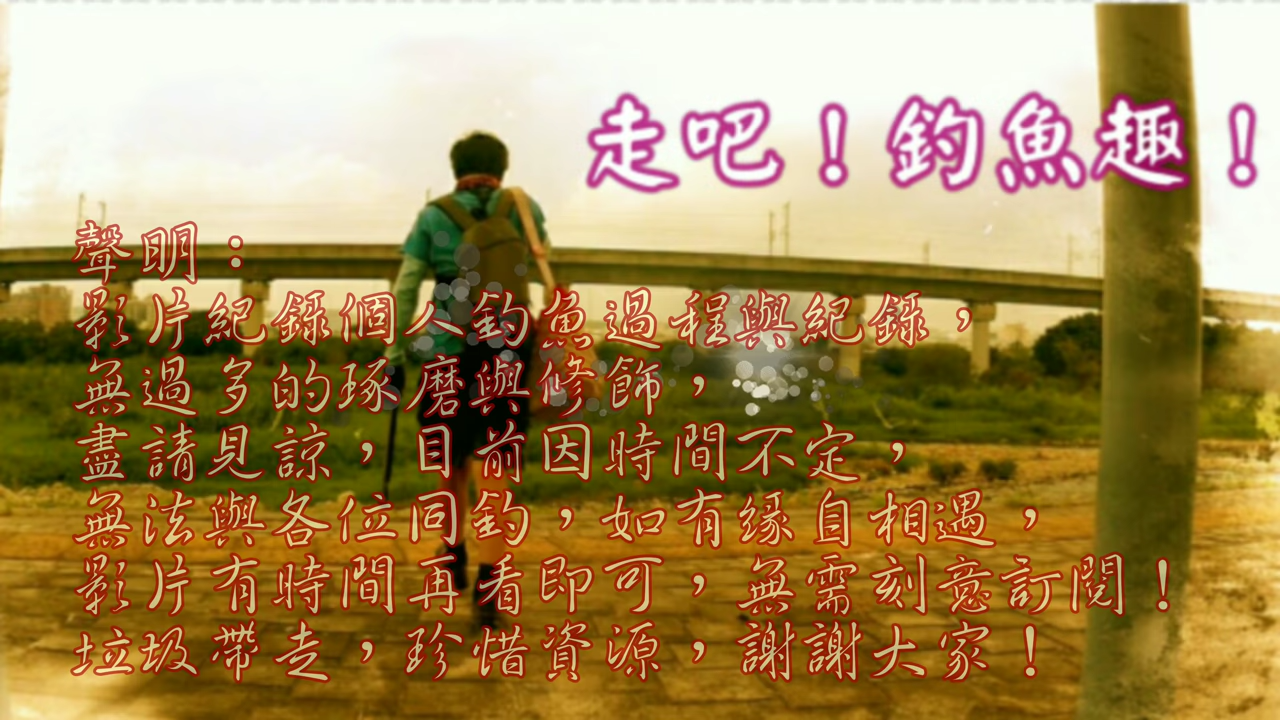 走吧！釣魚趣！
聲明：
影片紀錄個人釣魚過程與紀錄，
無過多的琢磨與修飾，
盡請見諒，目前因時間不定，
無法與各位同釣，如有緣自相遇，
影片有時間再看即可，無需刻意訂閱！
垃圾帶走，珍惜資源，謝謝大家！